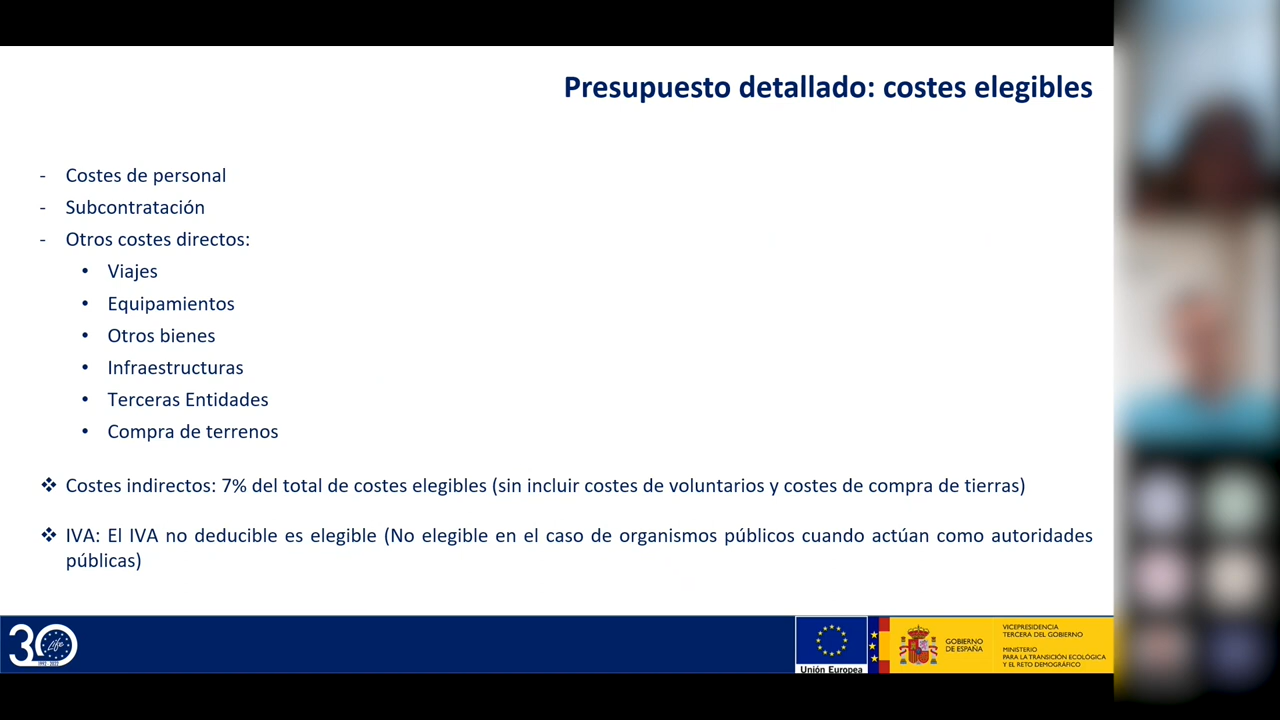 Presupuesto detallado: costes elegibles
- Costes de personal
- Subcontratación
- Otros costes directos:
• Viajes
• Equipamientos
• Otros bienes
• Infraestructuras
• Terceras Entidades
• Compra de terrenos
❖ Costes indirectos: 7% del total de costes elegibles (sin incluir costes de voluntarios y costes de compra de tierras)
❖ IVA: El IVA no deducible es elegible (No elegible en el caso de organismos públicos cuando actúan como autoridades
públicas)
30
Life
Unión Europea
GOBIERNO
DE ESPAÑA
VICEPRESIDENCIA
TERCERA DEL GOBIERNO
MINISTERIO
PARA LA TRANSICIÓN ECOLÓGICA
Y EL RETO DEMOGRÁFICO